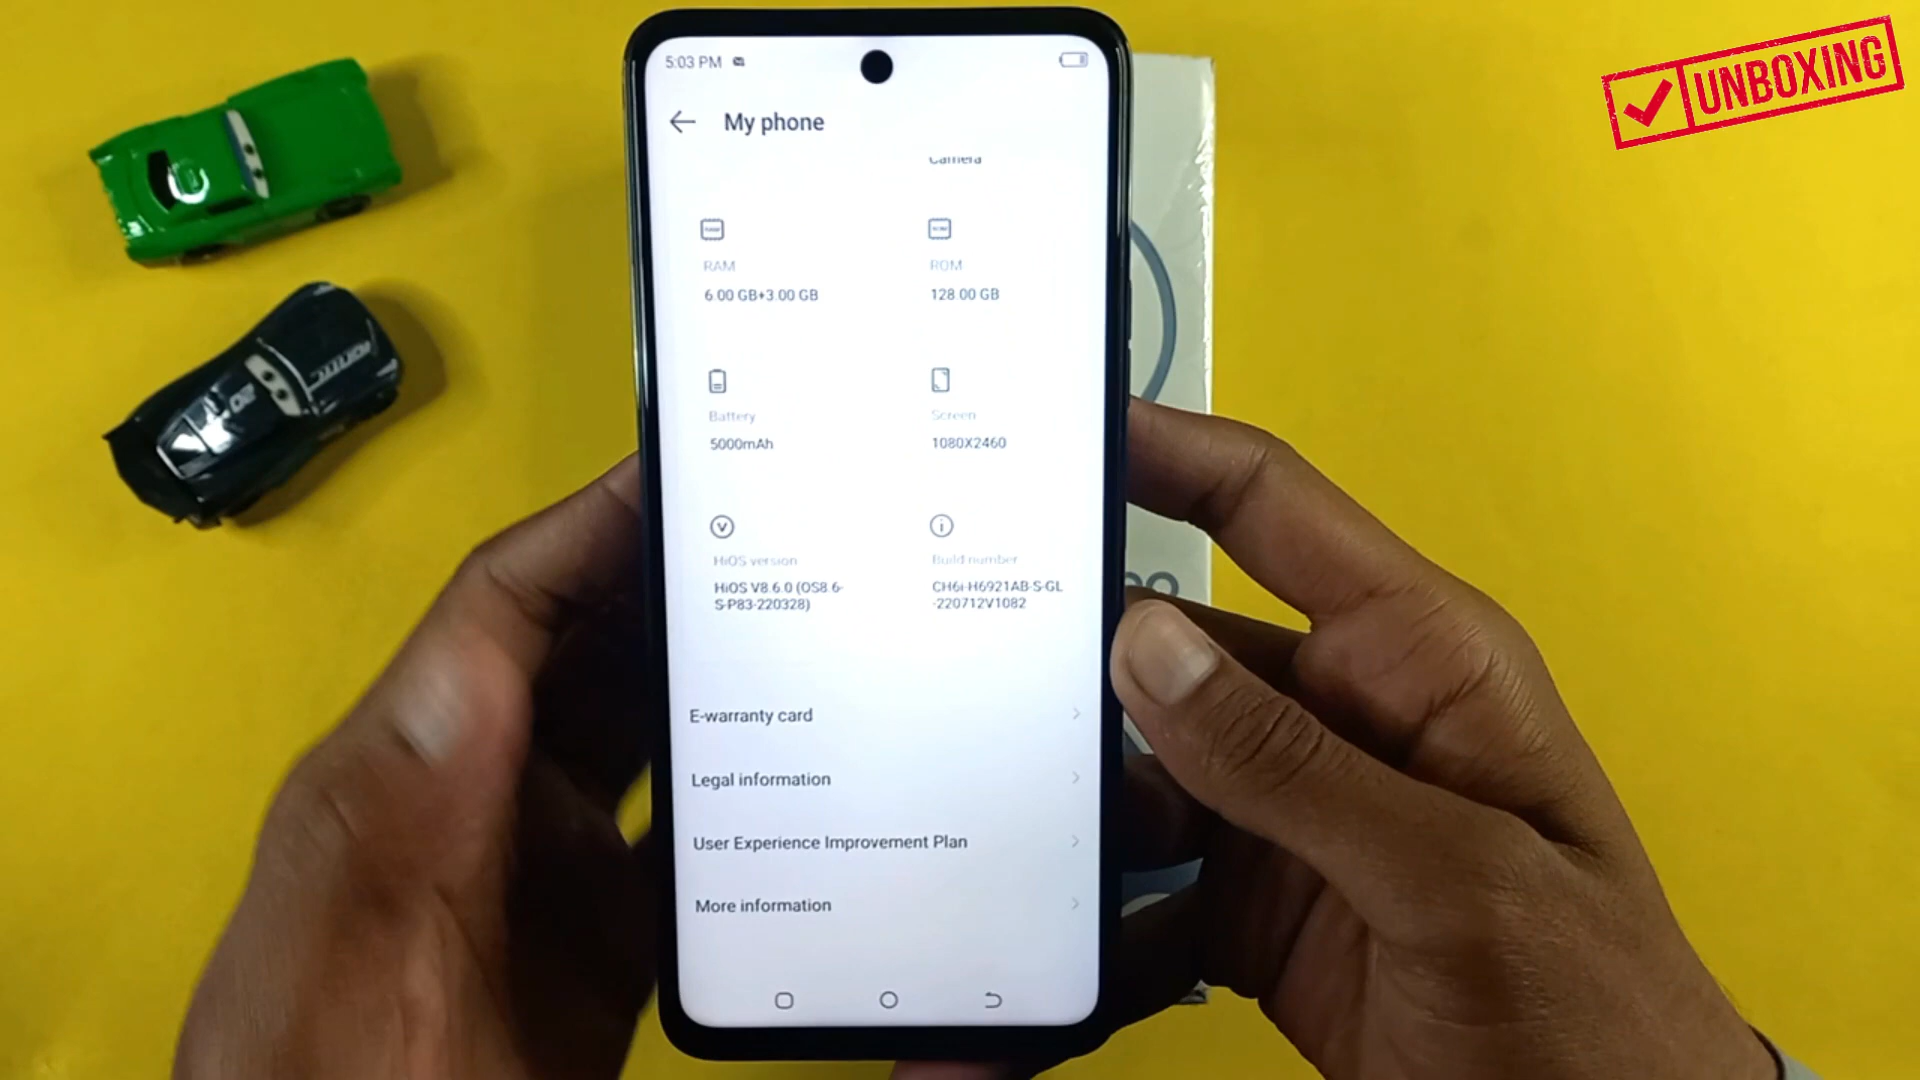 UNBOXING
5:03 PM
My phone
Camera
RAM
ROM
6.00 GB+3.00 GB
128.00 GB
Battery
Screen
5000mAh
1080X2460
HiOS version
Build number
HiOS V8.6.0 (OS8.6-
S-P83-220328)
CH6i-H6921AB-S-GL
-220712V1082
E-warranty card
Legal information
User Experience Improvement Plan
More information